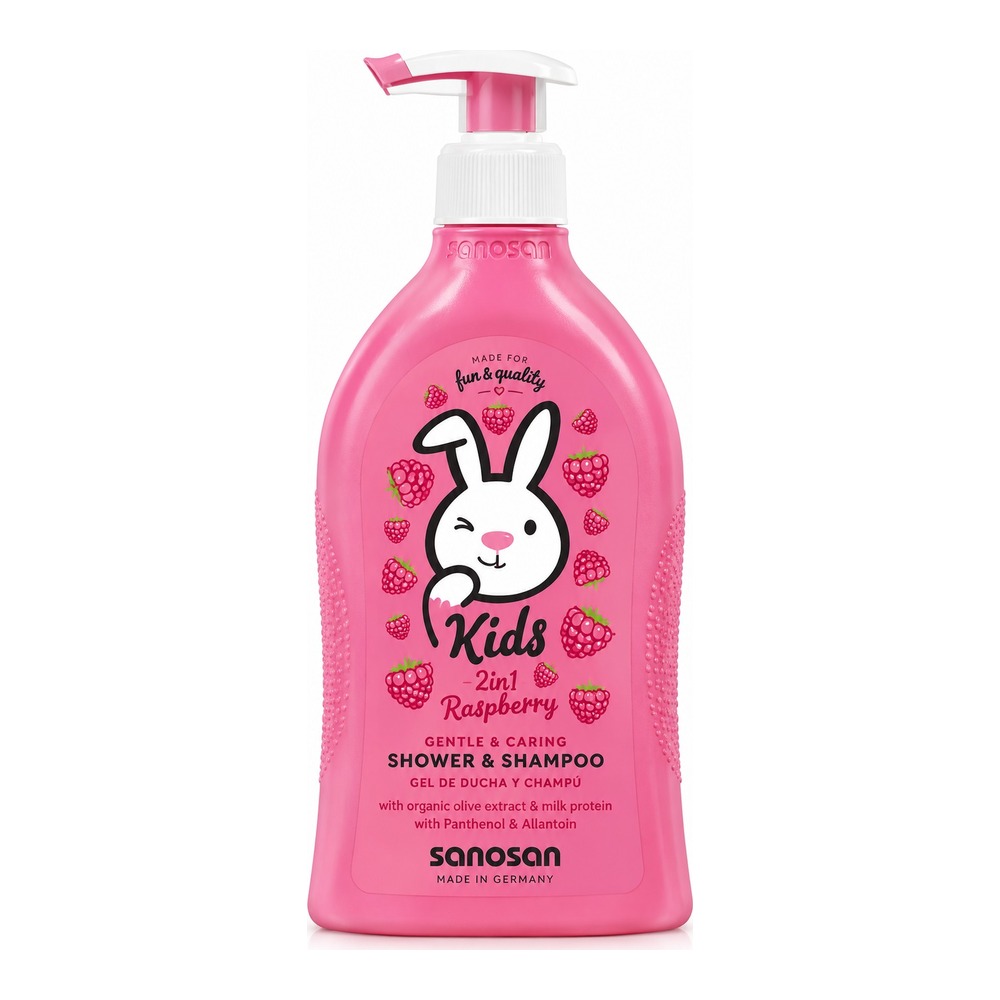 sanosan
MADE FOR
fun & quality
Kids
2in1
Raspberry
GENTLE & CARING
SHOWER & SHAMPOO
GEL DE DUCHA Y CHAMPÚ
with organic olive extract & milk protein
with Panthenol & Allantoin
sanosan
MADE IN GERMANY